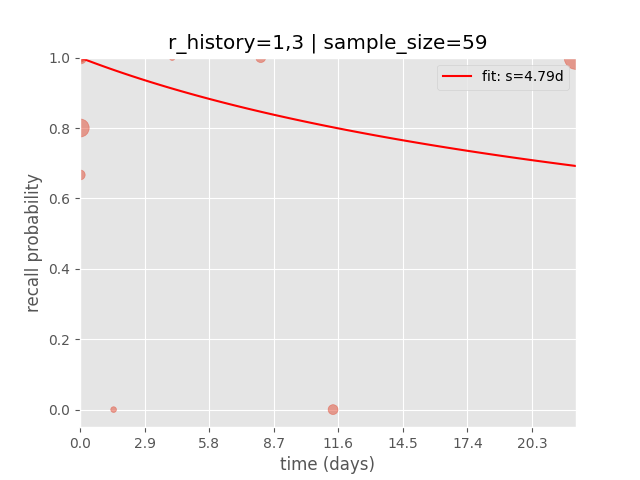 r_history=1,3 | sample_size=59
fit: s=4.79d
recall probability
1.0
0.8
0.6
0.4
0.2
0.0
0.0 2.9 5.8 8.7 11.6 14.5 17.4 20.3
time (days)